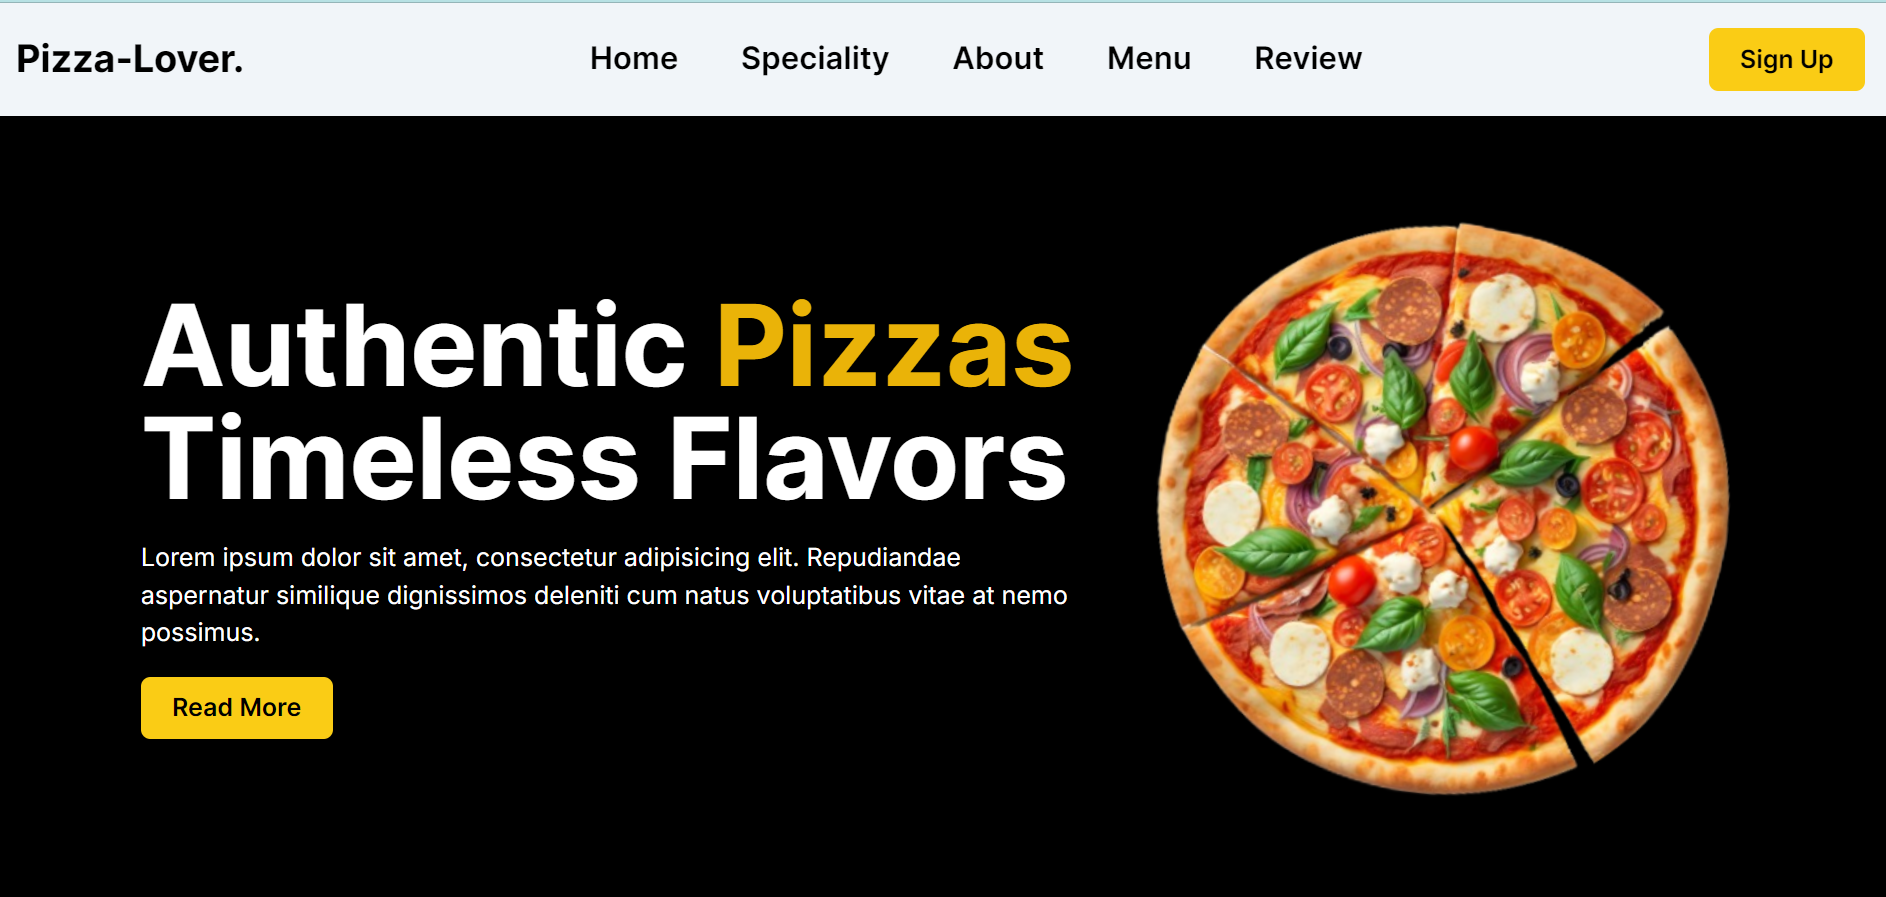 Pizza-Lover.
Home
Speciality
About
Menu
Review
Sign Up
Authentic Pizzas
Timeless Flavors
Lorem ipsum dolor sit amet, consectetur adipisicing elit. Repudiandae
aspernatur similique dignissimos deleniti cum natus voluptatibus vitae at nemo
possimus.
Read More